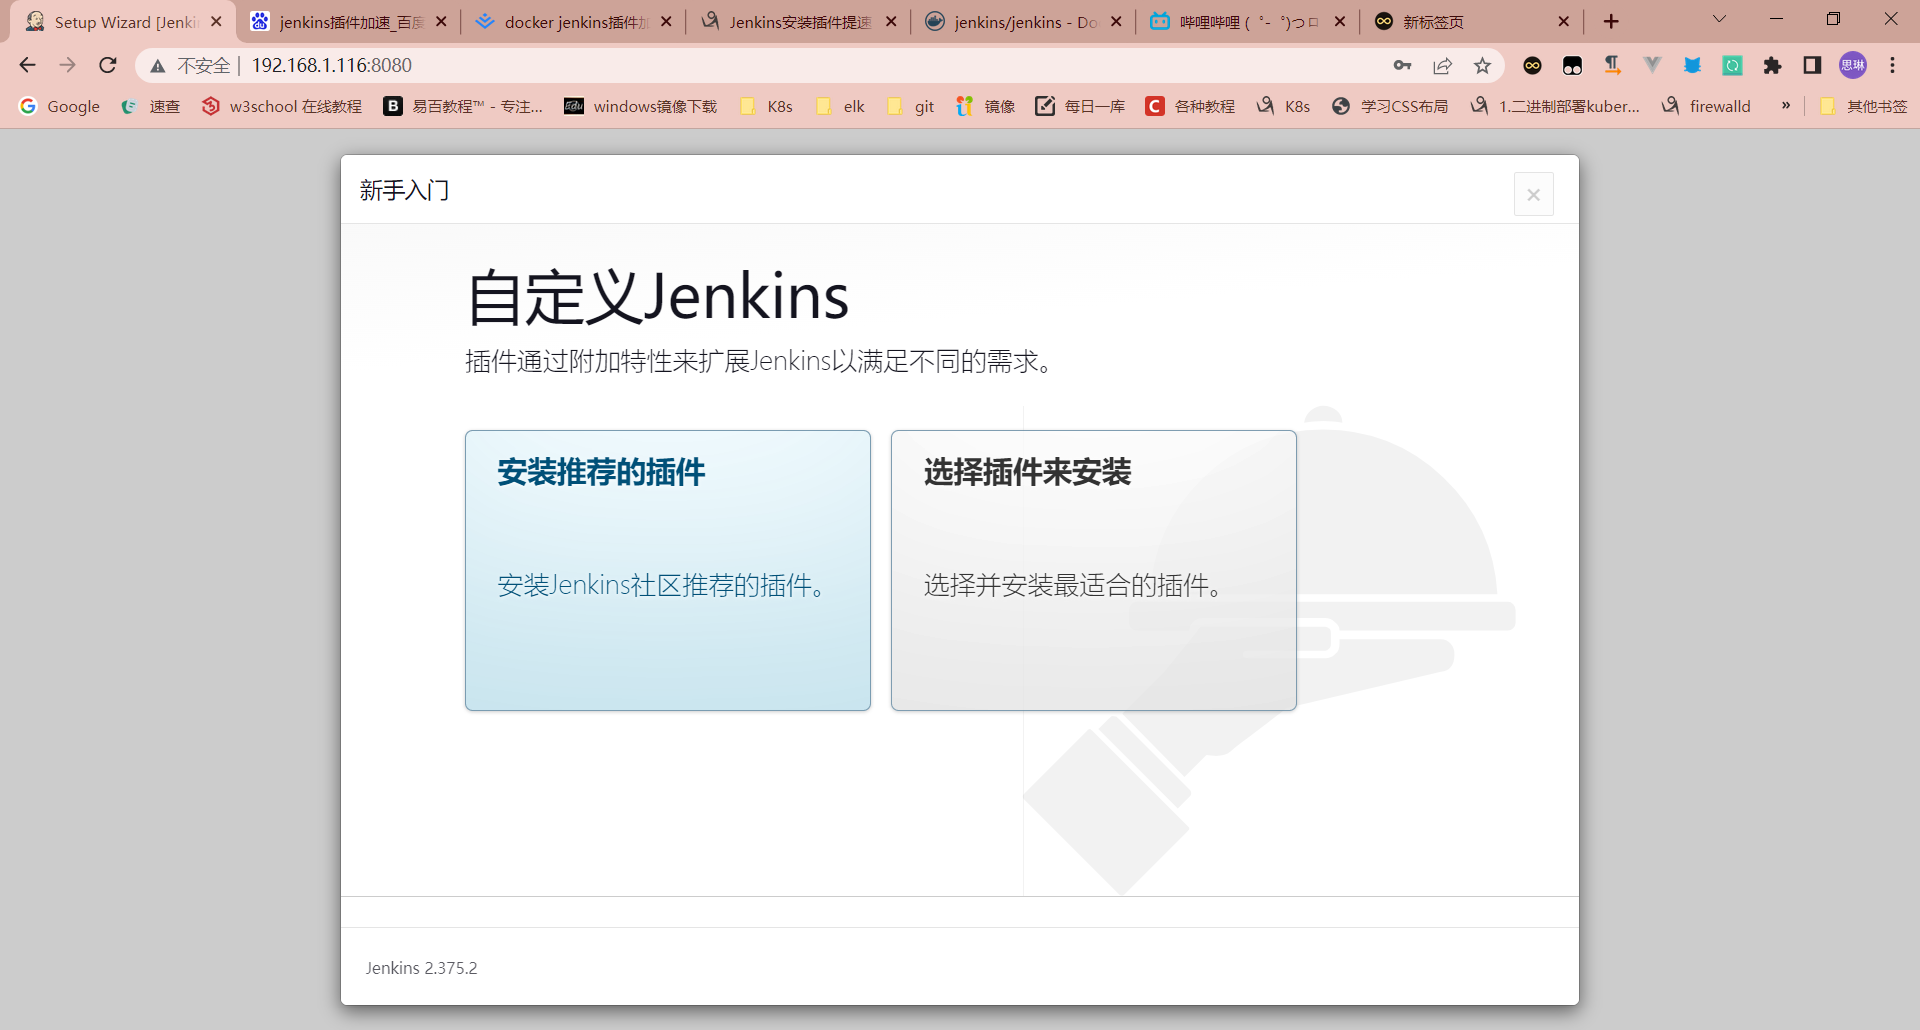 Setup Wizard [Jenki
jenkins插件加速_百度
docker jenkins插件加
Jenkins安装插件提速
jenkins/jenkins - Do
哔哩哔哩 ( ゜- ゜)つロ
新标签页
不安全
192.168.1.116:8080
思琳
Google
速查
w3school 在线教程
易百教程™ - 专注...
windows镜像下载
K8s
elk
git
镜像
每日一库
各种教程
K8s
学习CSS布局
1.二进制部署kuber...
firewalld
»
其他书签
新手入门
×
自定义Jenkins
插件通过附加特性来扩展Jenkins以满足不同的需求。
安装推荐的插件
安装Jenkins社区推荐的插件。
选择插件来安装
选择并安装最适合的插件。
Jenkins 2.375.2